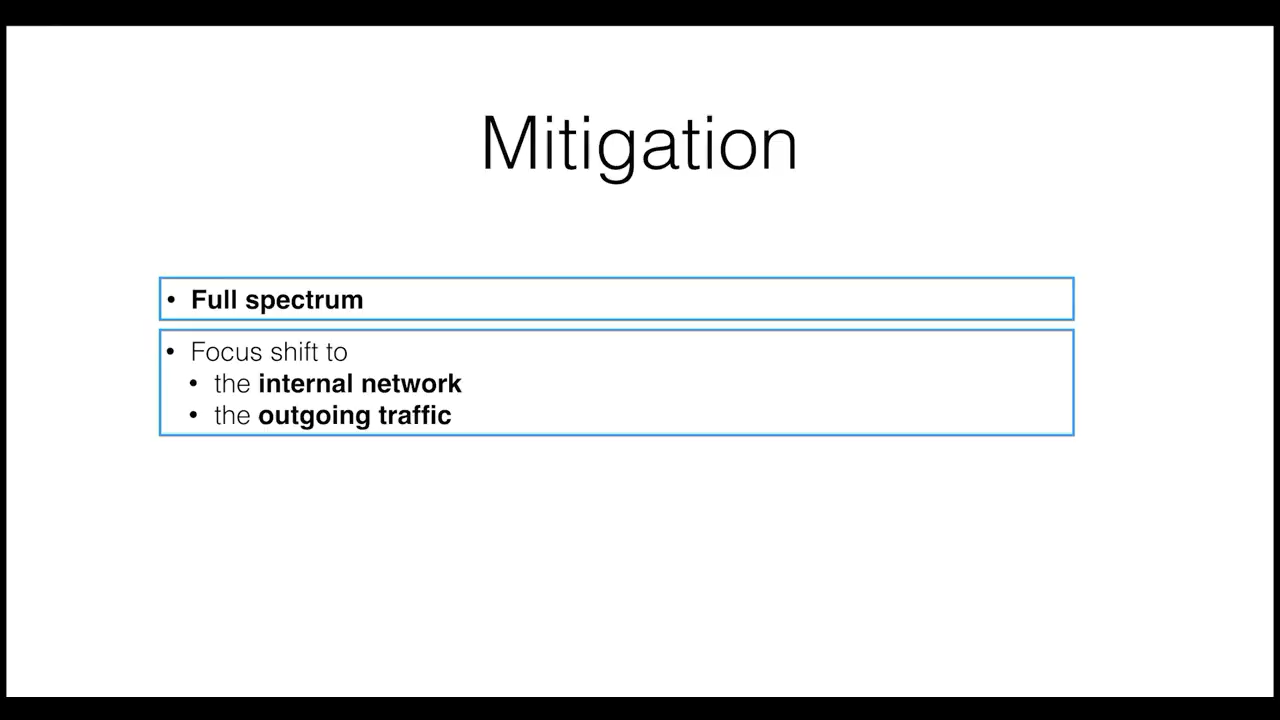 Mitigation
• Full spectrum
• Focus shift to
• the internal network
• the outgoing traffic